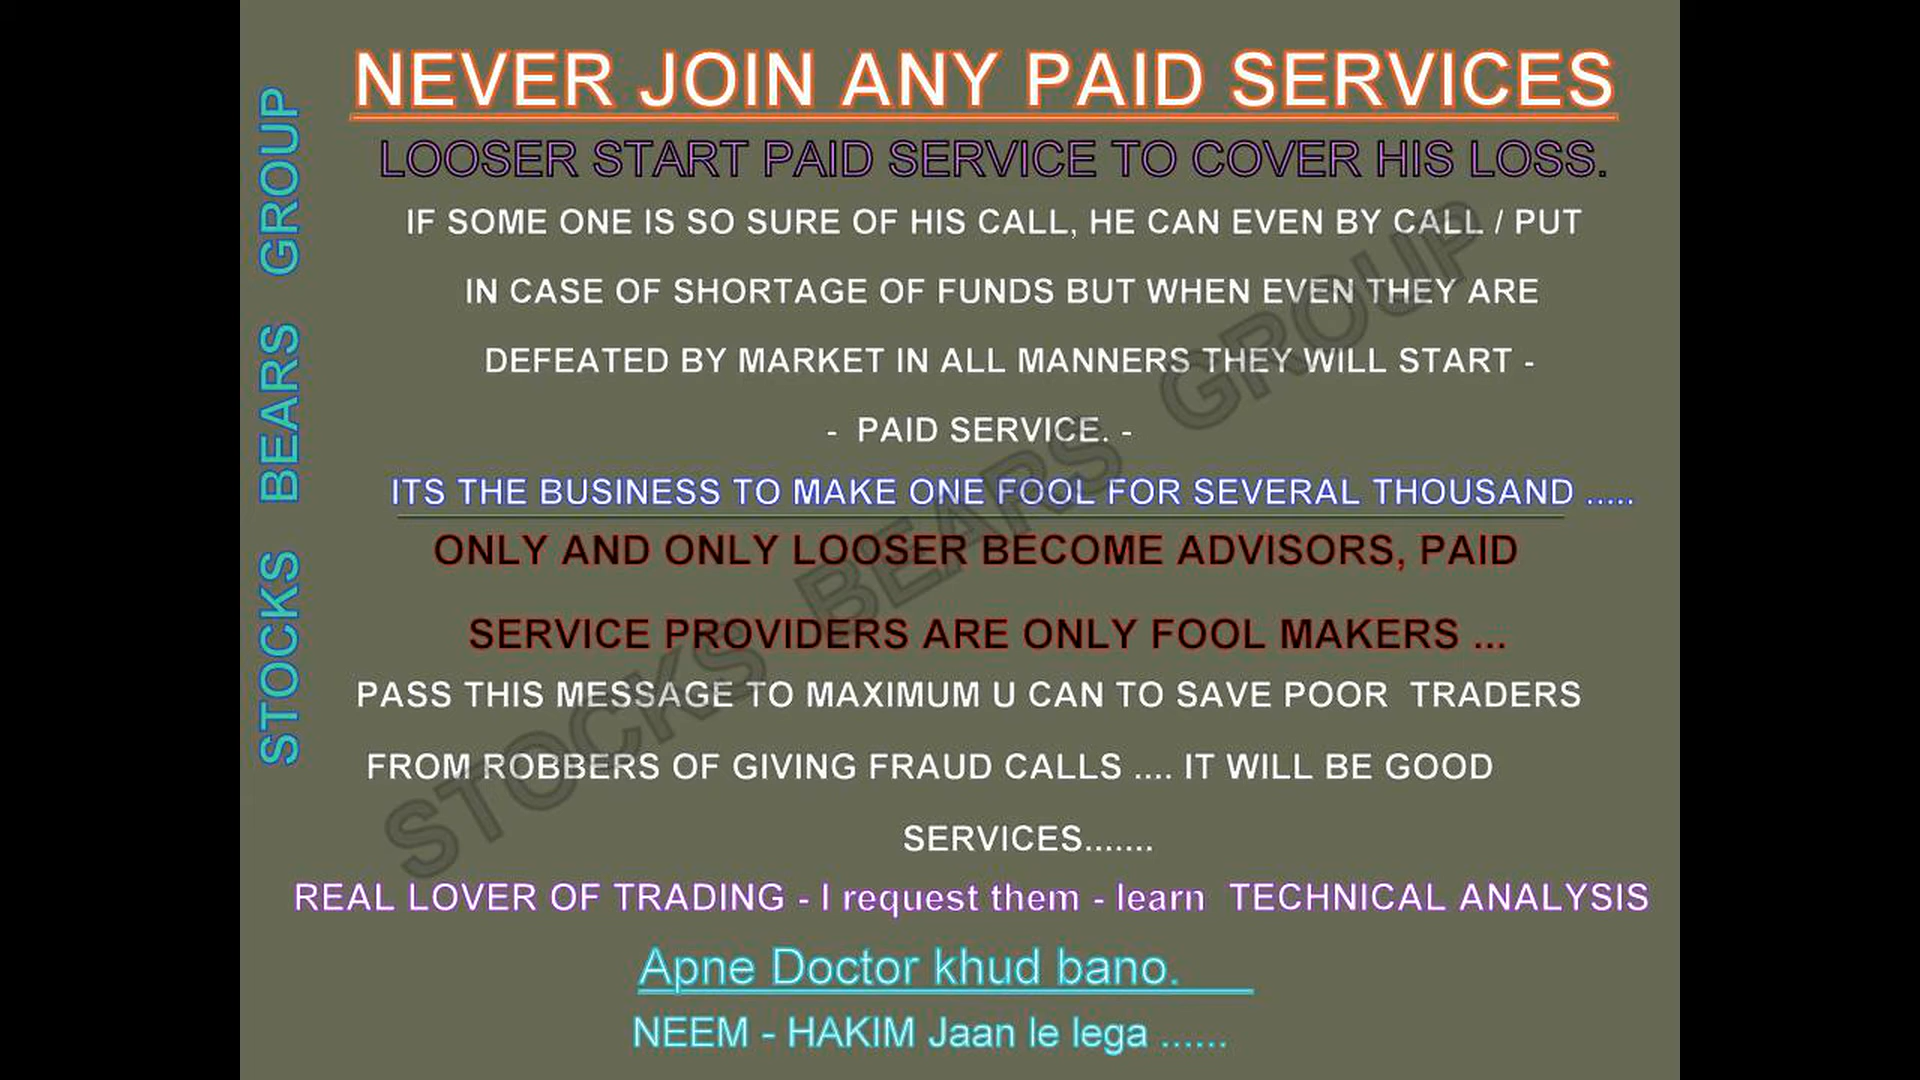 NEVER JOIN ANY PAID SERVICES
LOOSER START PAID SERVICE TO COVER HIS LOSS.
IF SOME ONE IS SO SURE OF HIS CALL, HE CAN EVEN BY CALL / PUT
IN CASE OF SHORTAGE OF FUNDS BUT WHEN EVEN THEY ARE
DEFEATED BY MARKET IN ALL MANNERS THEY WILL START -
- PAID SERVICE. -
ITS THE BUSINESS TO MAKE ONE FOOL FOR SEVERAL THOUSAND .....
ONLY AND ONLY LOOSER BECOME ADVISORS, PAID
SERVICE PROVIDERS ARE ONLY FOOL MAKERS ...
PASS THIS MESSAGE TO MAXIMUM U CAN TO SAVE POOR TRADERS
FROM ROBBERS OF GIVING FRAUD CALLS .... IT WILL BE GOOD
SERVICES.......
REAL LOVER OF TRADING - I request them - learn TECHNICAL ANALYSIS
Apne Doctor khud bano.
NEEM - HAKIM Jaan le lega ......
STOCKS BEARS GROUP
STOCKS BEARS GROUP